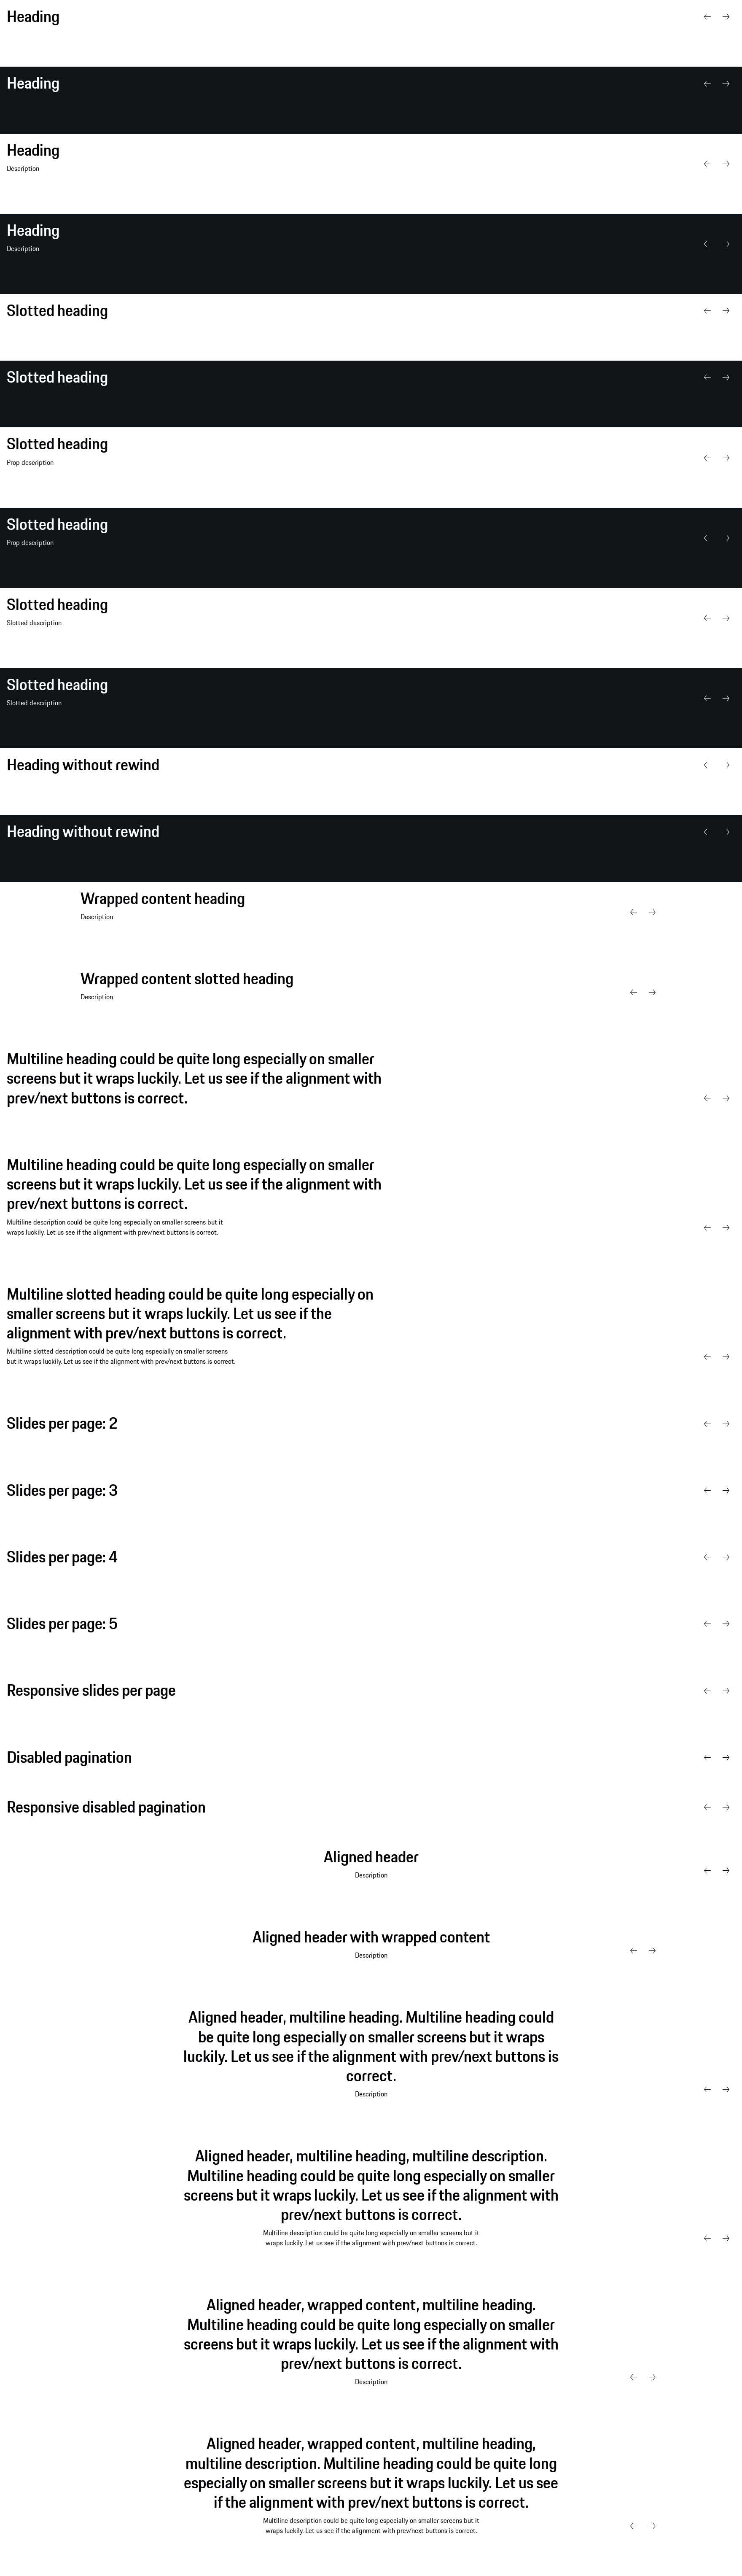 Heading
Heading
Heading
Description
Heading
Description
Slotted heading
Slotted heading
Slotted heading
Prop description
Slotted heading
Prop description
Slotted heading
Slotted description
Slotted heading
Slotted description
Heading without rewind
Heading without rewind
Wrapped content heading
Description
Wrapped content slotted heading
Description
Multiline heading could be quite long especially on smaller
screens but it wraps luckily. Let us see if the alignment with
prev/next buttons is correct.
Multiline heading could be quite long especially on smaller
screens but it wraps luckily. Let us see if the alignment with
prev/next buttons is correct.
Multiline description could be quite long especially on smaller screens but it
wraps luckily. Let us see if the alignment with prev/next buttons is correct.
Multiline slotted heading could be quite long especially on
smaller screens but it wraps luckily. Let us see if the
alignment with prev/next buttons is correct.
Multiline slotted description could be quite long especially on smaller screens
but it wraps luckily. Let us see if the alignment with prev/next buttons is correct.
Slides per page: 2
Slides per page: 3
Slides per page: 4
Slides per page: 5
Responsive slides per page
Disabled pagination
Responsive disabled pagination
Aligned header
Description
Aligned header with wrapped content
Description
Aligned header, multiline heading. Multiline heading could
be quite long especially on smaller screens but it wraps
luckily. Let us see if the alignment with prev/next buttons is
correct.
Description
Aligned header, multiline heading, multiline description.
Multiline heading could be quite long especially on smaller
screens but it wraps luckily. Let us see if the alignment with
prev/next buttons is correct.
Multiline description could be quite long especially on smaller screens but it
wraps luckily. Let us see if the alignment with prev/next buttons is correct.
Aligned header, wrapped content, multiline heading.
Multiline heading could be quite long especially on smaller
screens but it wraps luckily. Let us see if the alignment with
prev/next buttons is correct.
Description
Aligned header, wrapped content, multiline heading,
multiline description. Multiline heading could be quite long
especially on smaller screens but it wraps luckily. Let us see
if the alignment with prev/next buttons is correct.
Multiline description could be quite long especially on smaller screens but it
wraps luckily. Let us see if the alignment with prev/next buttons is correct.